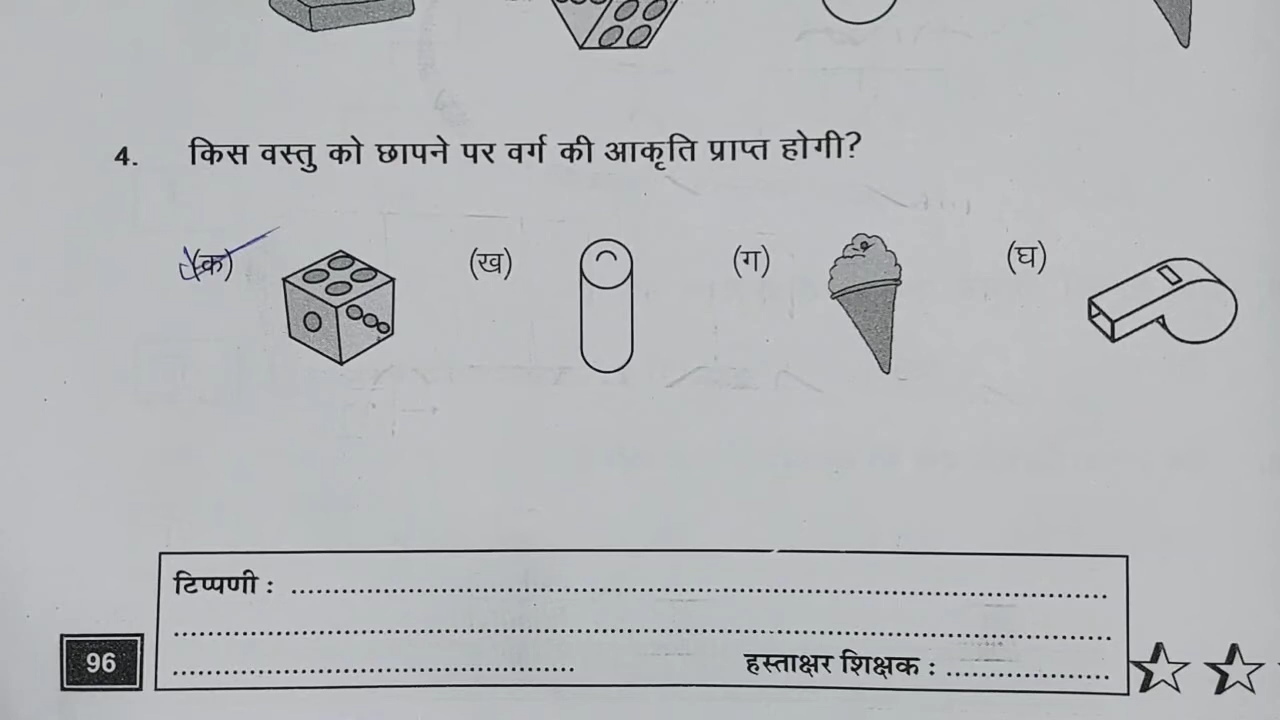 4. किस वस्तु को छापने पर वर्ग की आकृति प्राप्त होगी?
(क) (ख) (ग) (घ)
टिप्पणी : ................................................................
................................................................
................................ हस्ताक्षर शिक्षक : ................
96